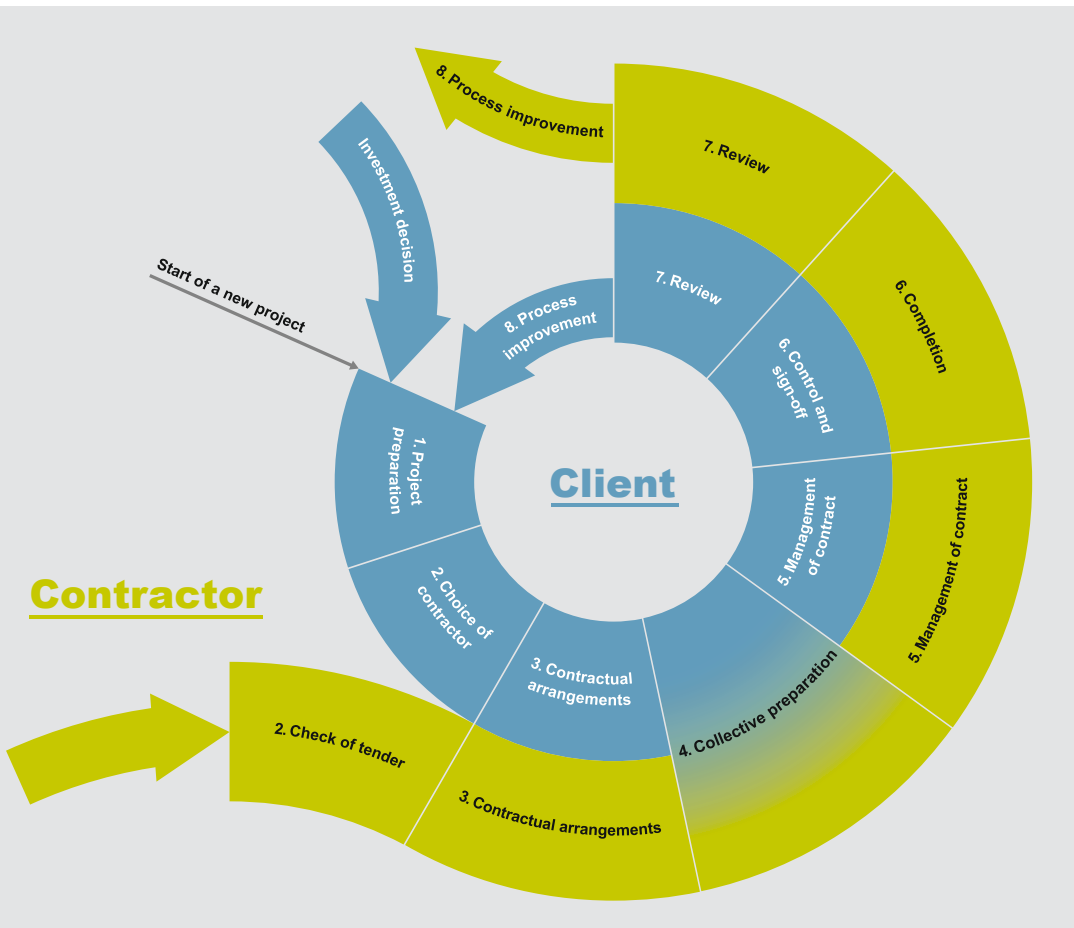 8. Process improvement
7. Review
Investment decision
6. Completion
7. Review
Start of a new project
8. Process
improvement
6. Control and
sign-off
1. Project
preparation
Client
5. Management
of contract
5. Management of contract
Contractor
2. Choice of
contractor
3. Contractual
arrangements
4. Collective preparation
2. Check of tender
3. Contractual arrangements